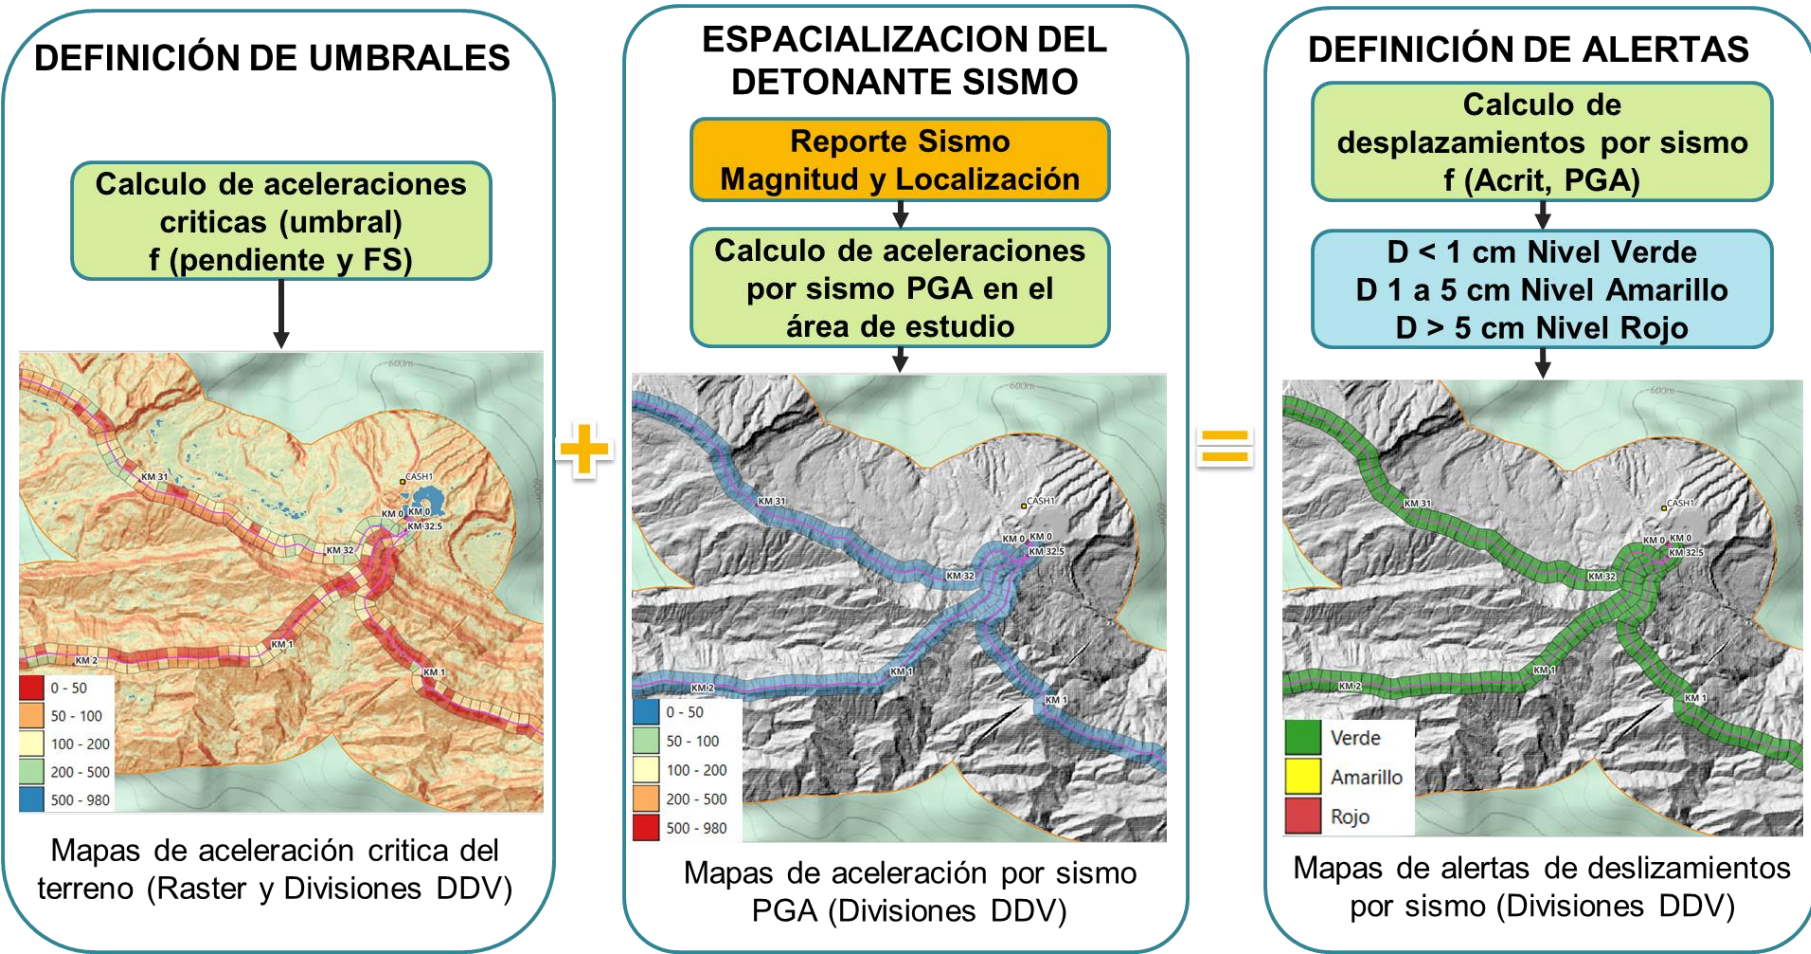 DEFINICIÓN DE UMBRALES
Calculo de aceleraciones
criticas (umbral)
f (pendiente y FS)
600m
KM 31
CASH1
KM 0
KM 0
KM 32.5
KM 32
KM 1
KM 2
KM 1
0 - 50
50 - 100
100 - 200
200 - 500
500 - 980
Mapas de aceleración critica del
terreno (Raster y Divisiones DDV)
+
ESPACIALIZACION DEL
DETONANTE SISMO
Reporte Sismo
Magnitud y Localización
Calculo de aceleraciones
por sismo PGA en el
área de estudio
600m
KM 31
CASH1
KM 0
KM 0
KM 32.5
KM 32
KM 1
KM 2
KM 1
0 - 50
50 - 100
100 - 200
200 - 500
500 - 980
Mapas de aceleración por sismo
PGA (Divisiones DDV)
=
DEFINICIÓN DE ALERTAS
Calculo de
desplazamientos por sismo
f (Acrit, PGA)
D < 1 cm Nivel Verde
D 1 a 5 cm Nivel Amarillo
D > 5 cm Nivel Rojo
600m
KM 31
CASH1
KM 0
KM 0
KM 32.5
KM 32
KM 1
KM 2
KM 1
Verde
Amarillo
Rojo
Mapas de alertas de deslizamientos
por sismo (Divisiones DDV)